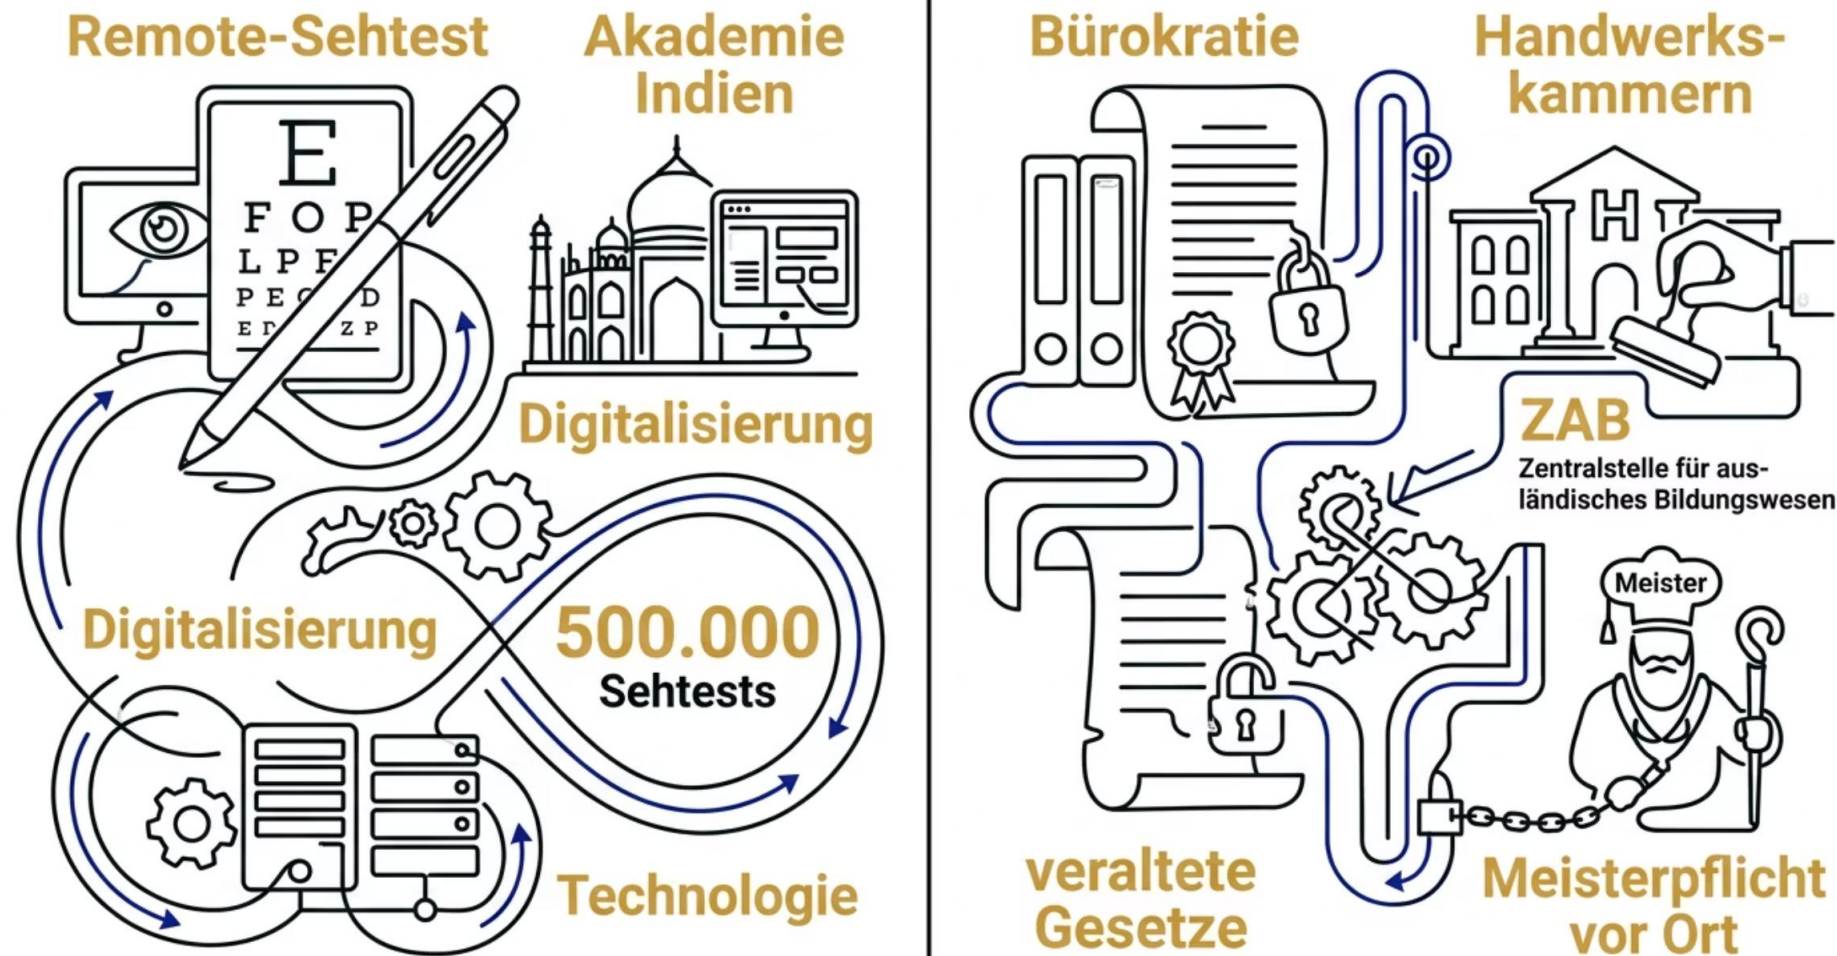 Remote-Sehtest
Akademie
Indien
E
F O P
L P F
P E D
E Z P
Digitalisierung
Digitalisierung
500.000
Sehtests
Technologie
Bürokratie
Handwerks-
kammern
H
ZAB
Zentralstelle für aus-
ländisches Bildungswesen
Meister
veraltete
Gesetze
Meisterpflicht
vor Ort